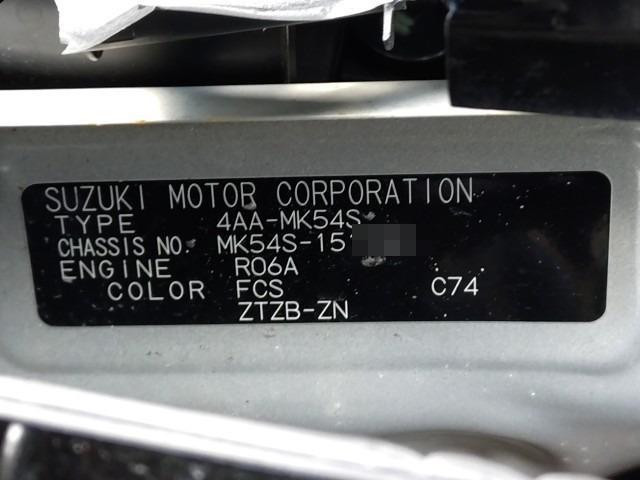 SUZUKI MOTOR CORPORATION
TYPE 4AA-MK54S
CHASSIS NO. MK54S-15
ENGINE R06A
COLOR FCS C74
ZTZB-ZN